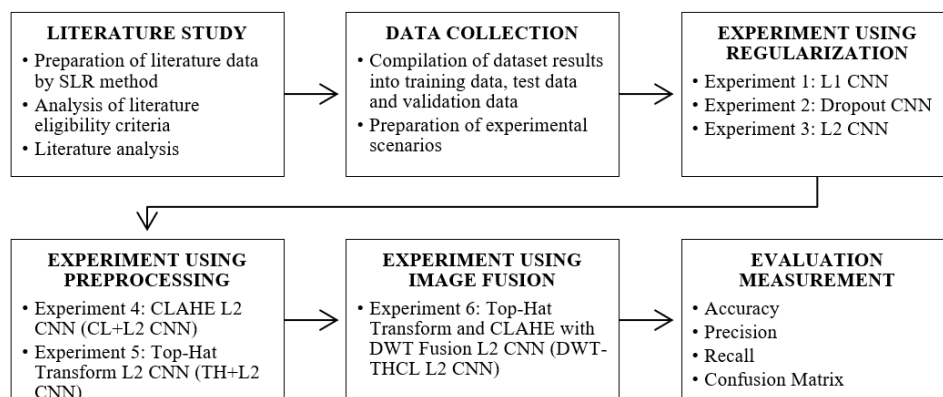 LITERATURE STUDY
• Preparation of literature data
by SLR method
• Analysis of literature
eligibility criteria
• Literature analysis
DATA COLLECTION
• Compilation of dataset results
into training data, test data
and validation data
• Preparation of experimental
scenarios
EXPERIMENT USING
REGULARIZATION
• Experiment 1: L1 CNN
• Experiment 2: Dropout CNN
• Experiment 3: L2 CNN
EXPERIMENT USING
PREPROCESSING
• Experiment 4: CLAHE L2
CNN (CL+L2 CNN)
• Experiment 5: Top-Hat
Transform L2 CNN (TH+L2
CNN)
EXPERIMENT USING
IMAGE FUSION
• Experiment 6: Top-Hat
Transform and CLAHE with
DWT Fusion L2 CNN (DWT-
THCL L2 CNN)
EVALUATION
MEASUREMENT
• Accuracy
• Precision
• Recall
• Confusion Matrix